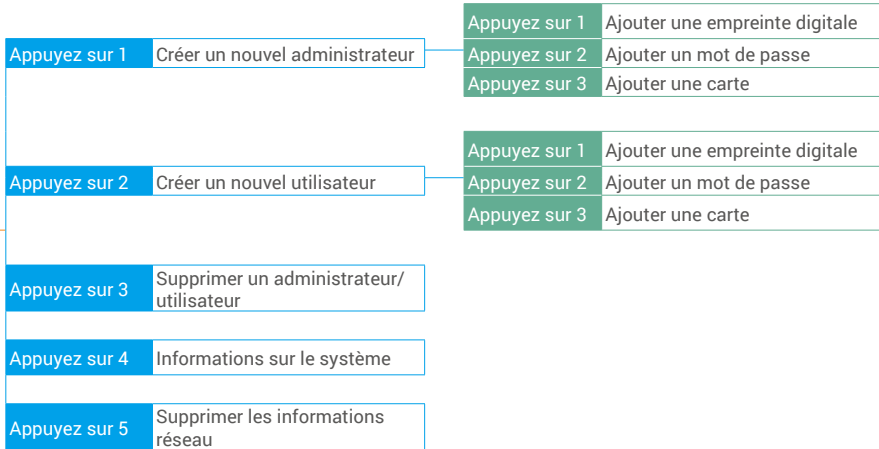 Appuyez sur 1 Créer un nouvel administrateur
Appuyez sur 1 Ajouter une empreinte digitale
Appuyez sur 2 Ajouter un mot de passe
Appuyez sur 3 Ajouter une carte
Appuyez sur 2 Créer un nouvel utilisateur
Appuyez sur 1 Ajouter une empreinte digitale
Appuyez sur 2 Ajouter un mot de passe
Appuyez sur 3 Ajouter une carte
Appuyez sur 3 Supprimer un administrateur/
utilisateur
Appuyez sur 4 Informations sur le système
Appuyez sur 5 Supprimer les informations
réseau